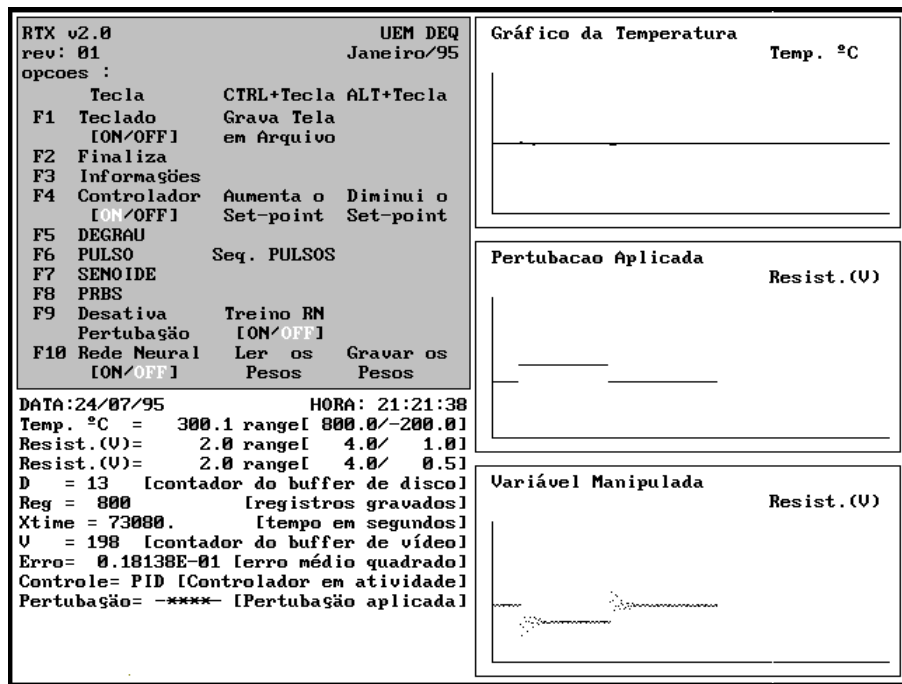 RTX v2.0 UEM DEQ
rev: 01 Janeiro/95
opcoes :
Tecla CTRL+Tecla ALT+Tecla
F1 Teclado Grava Tela
[ON/OFF] em Arquivo
F2 Finaliza
F3 Informações
F4 Controlador Aumenta o Diminui o
[ON/OFF] Set-point Set-point
F5 DEGRAU
F6 PULSO Seq. PULSOS
F7 SENOIDE
F8 PRBS
F9 Desativa Treino RN
Pertubação [ON/OFF]
F10 Rede Neural Ler os Gravar os
[ON/OFF] Pesos Pesos
DATA:24/07/95 HORA: 21:21:38
Temp. ºC = 300.1 range[ 800.0/-200.0]
Resist.(V)= 2.0 range[ 4.0/ 1.0]
Resist.(V)= 2.0 range[ 4.0/ 0.5]
D = 13 [contador do buffer de disco]
Reg = 800 [registros gravados]
Xtime = 73080. [tempo em segundos]
V = 198 [contador do buffer de vídeo]
Erro= 0.18138E-01 [erro médio quadrado]
Controle= PID [Controlador em atividade]
Pertubação= -****- [Pertubação aplicada]
Gráfico da Temperatura
Temp. ºC
Pertubacao Aplicada
Resist.(V)
Variável Manipulada
Resist.(V)